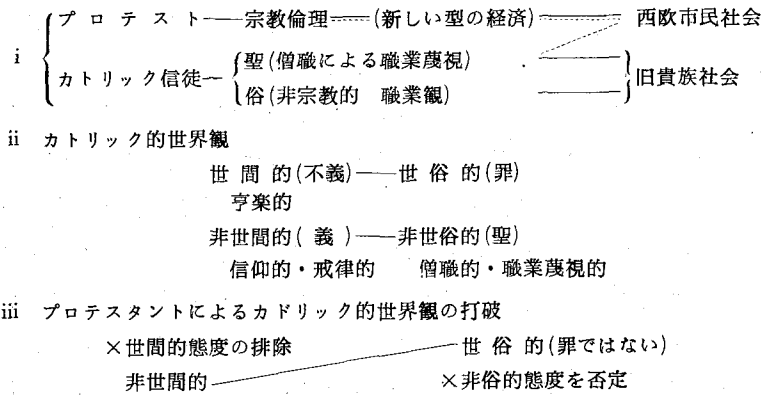 プロテスト――宗教倫理══(新しい型の経済)════西欧市民社会
i
カトリック信徒―
聖(僧職による職業蔑視)
俗(非宗教的 職業観)
旧貴族社会
ii カトリック的世界観
世間的(不義)――世俗的(罪)
亨楽的
非世間的(義)――非世俗的(聖)
信仰的・戒律的 僧職的・職業蔑視的
iii プロテスタントによるカドリック的世界観の打破
×世間的態度の排除 世俗的(罪ではない)
非世間的 ×非俗的態度を否定